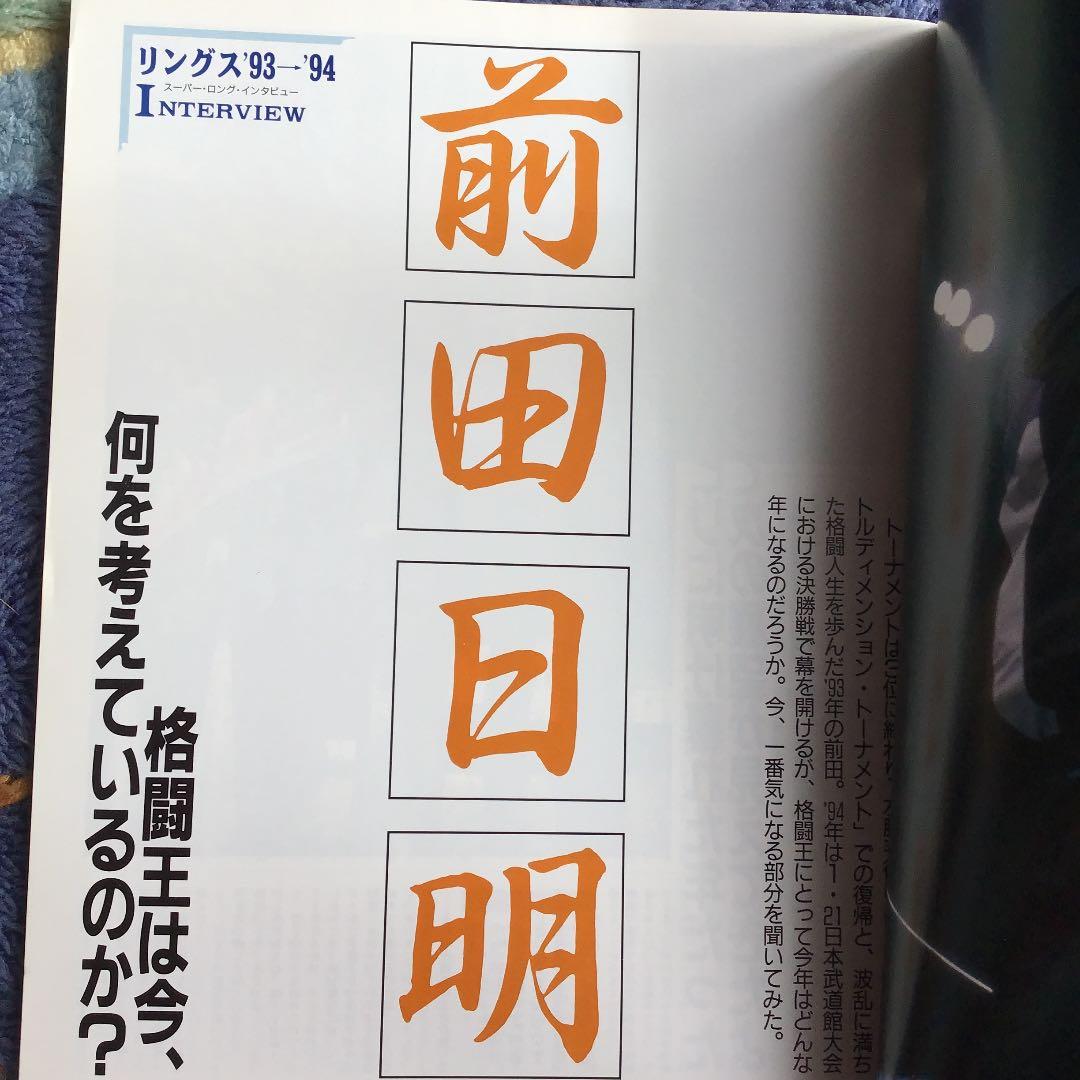 リングス'93→'94
スーパー・ロング・インタビュー
INTERVIEW
前田日明
格闘王は今、
何を考えているのか?
トーナメントは
トルディメンション・トーナメント」での復帰と、波乱に満ち
た格闘人生を歩んだ'93年の前田。'94年は1・21日本武道館大会
における決勝戦で幕を開けるが、格闘王にとって今年はどんな
年になるのだろうか。今、一番気になる部分を聞いてみた。